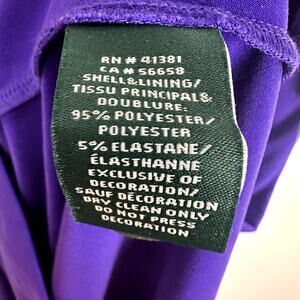 RN # 41381
CA # 56658
SHELL&LINING/
TISSU PRINCIPAL&
DOUBLURE:
95% POLYESTER/
POLYESTER
5% ELASTANE/
ÉLASTHANNE
EXCLUSIVE OF
DECORATION/
SAUF DÉCORATION
DRY CLEAN ONLY
DO NOT PRESS
DECORATION